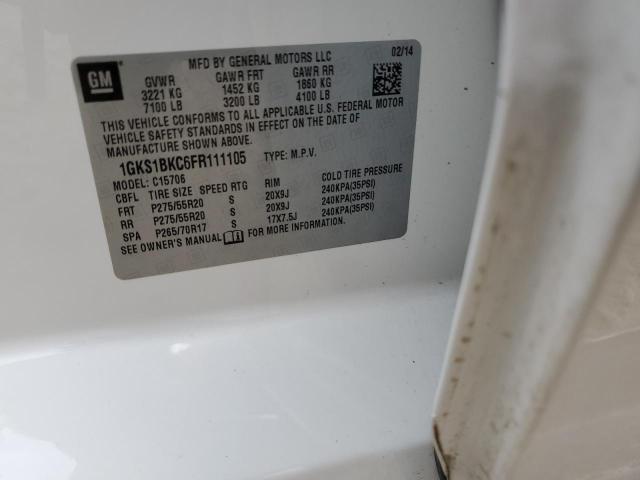 GM
MFD BY GENERAL MOTORS LLC 02/14
GVWR GAWR FRT GAWR RR
3221 KG 1452 KG 1860 KG
7100 LB 3200 LB 4100 LB
THIS VEHICLE CONFORMS TO ALL APPLICABLE U.S. FEDERAL MOTOR
VEHICLE SAFETY STANDARDS IN EFFECT ON THE DATE OF
MANUFACTURE SHOWN ABOVE.
1GKS1BKC6FR111105 TYPE: M.P.V.
MODEL: C15706
CBFL TIRE SIZE SPEED RTG RIM COLD TIRE PRESSURE
FRT P275/55R20 S 20X9J 240KPA(35PSI)
RR P275/55R20 S 20X9J 240KPA(35PSI)
SPA P265/70R17 S 17X7.5J 240KPA(35PSI)
SEE OWNER'S MANUAL FOR MORE INFORMATION.